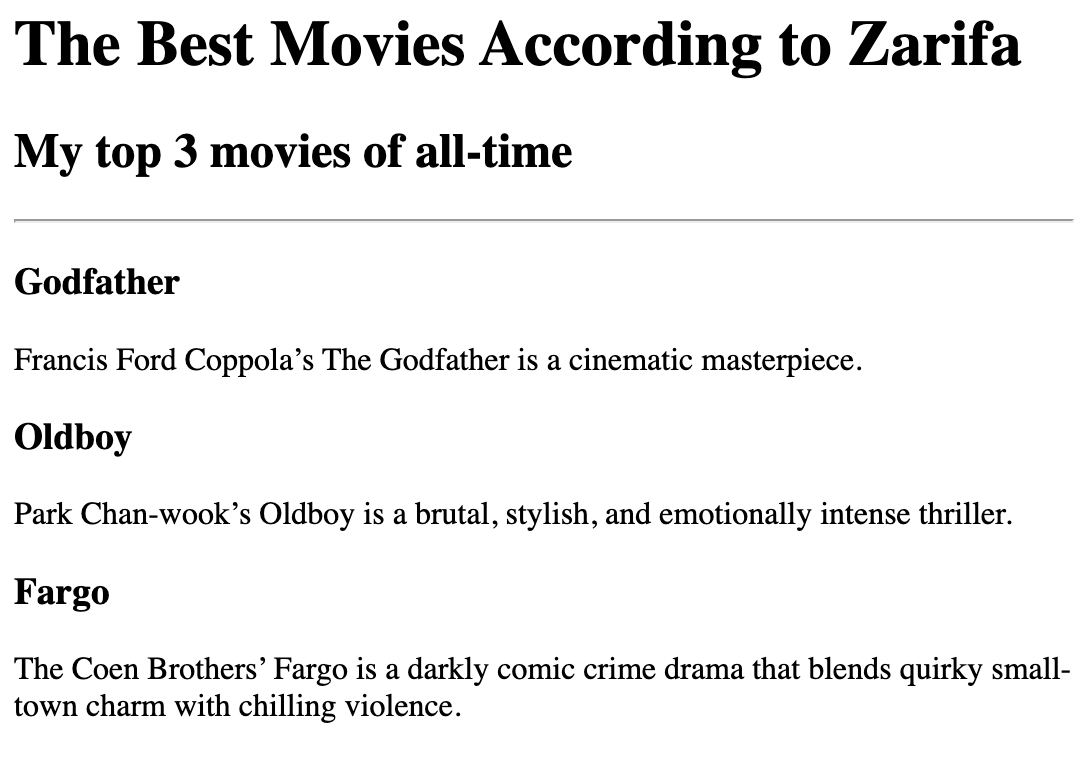 The Best Movies According to Zarifa
My top 3 movies of all-time
Godfather
Francis Ford Coppola’s The Godfather is a cinematic masterpiece.
Oldboy
Park Chan-wook’s Oldboy is a brutal, stylish, and emotionally intense thriller.
Fargo
The Coen Brothers’ Fargo is a darkly comic crime drama that blends quirky small-
town charm with chilling violence.